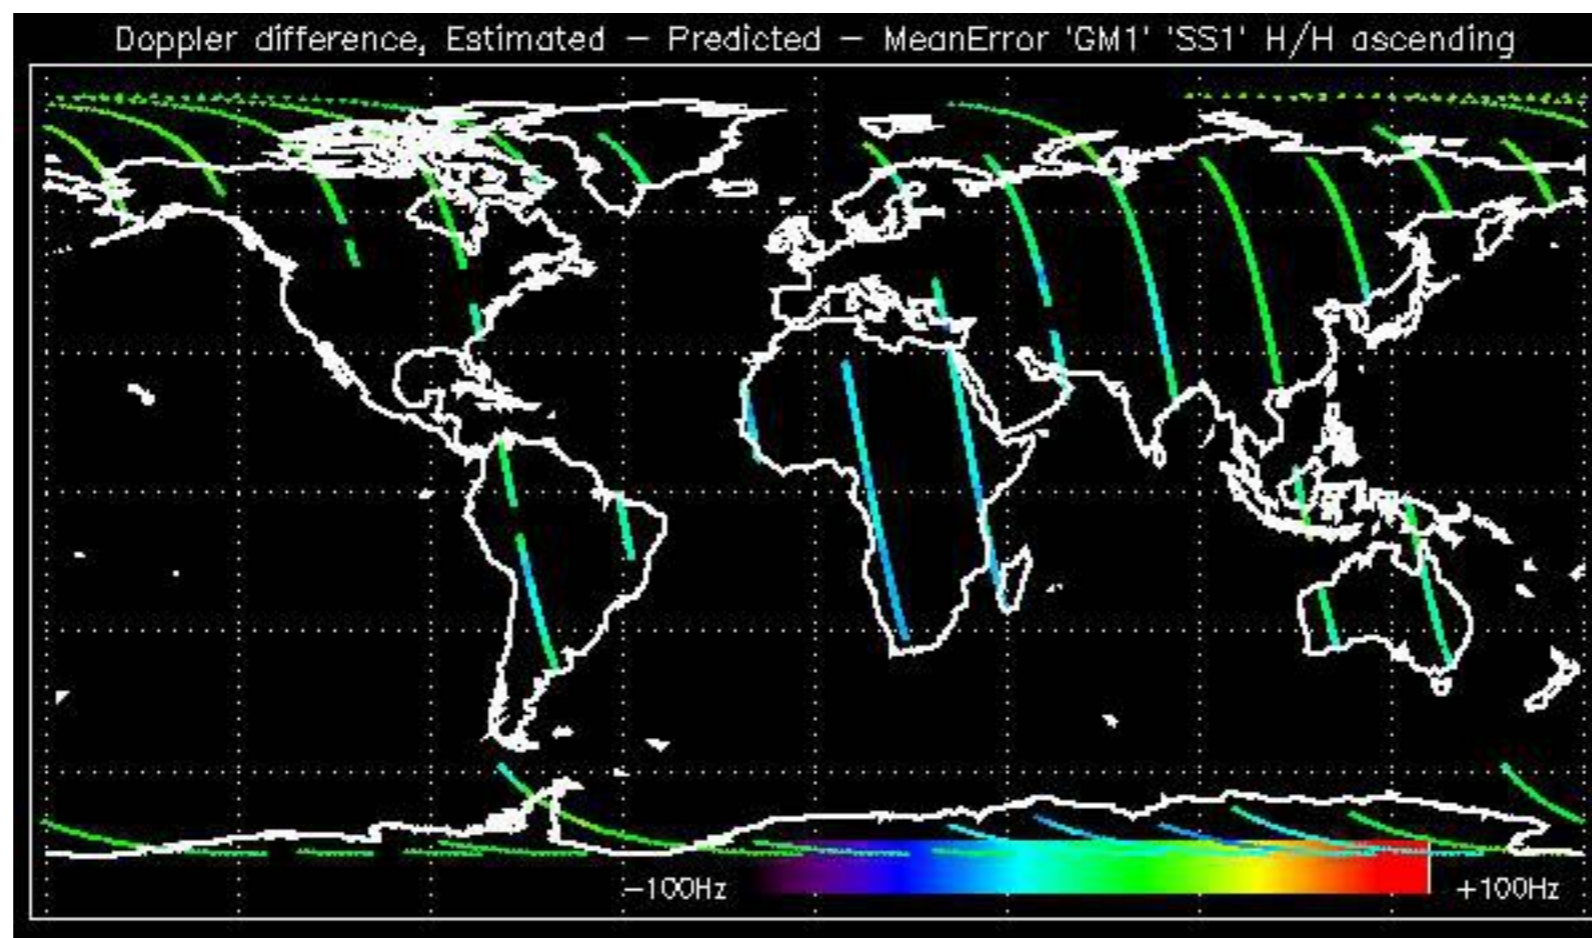 Doppler difference, Estimated — Predicted — MeanError 'GM1' 'SS1' H/H ascending
−100Hz
+100Hz